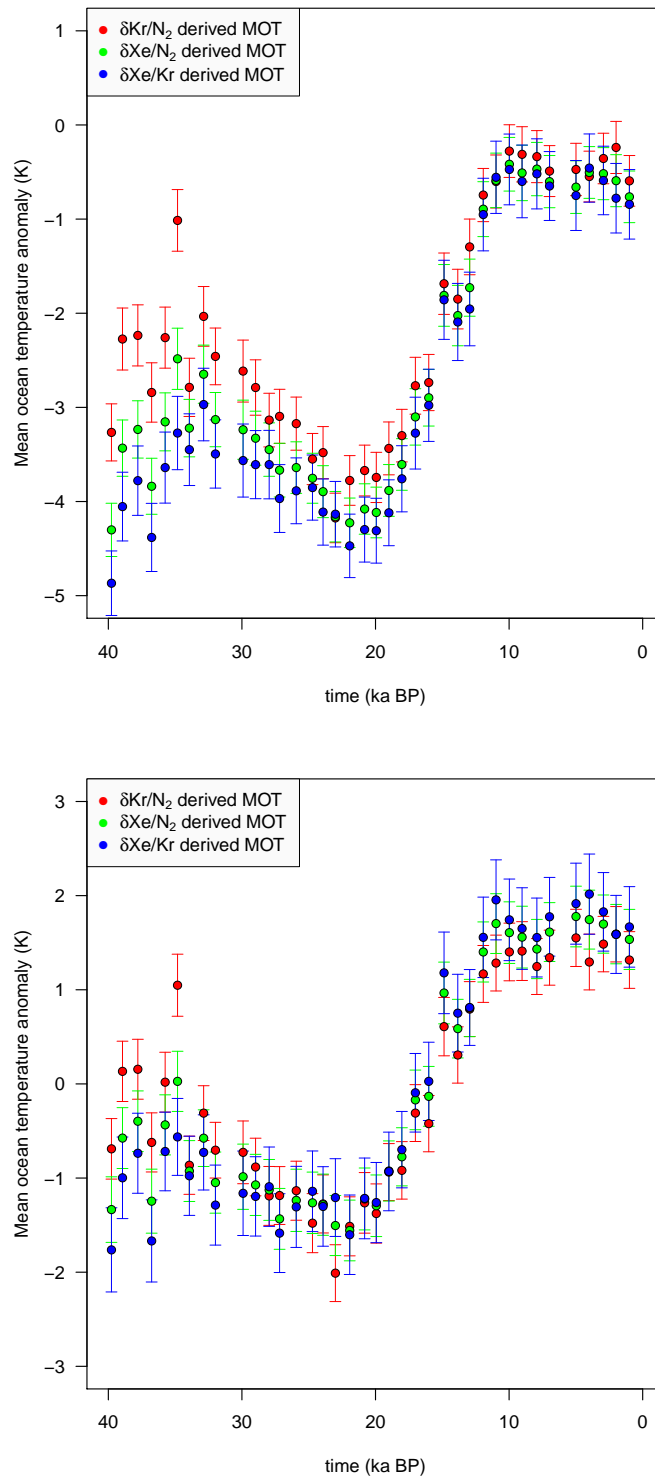 δKr/N₂ derived MOT
δXe/N₂ derived MOT
δXe/Kr derived MOT
1
0
−1
−2
−3
−4
−5
Mean ocean temperature anomaly (K)
40 30 20 10 0
time (ka BP)
δKr/N₂ derived MOT
δXe/N₂ derived MOT
δXe/Kr derived MOT
3
2
1
0
−1
−2
−3
Mean ocean temperature anomaly (K)
40 30 20 10 0
time (ka BP)